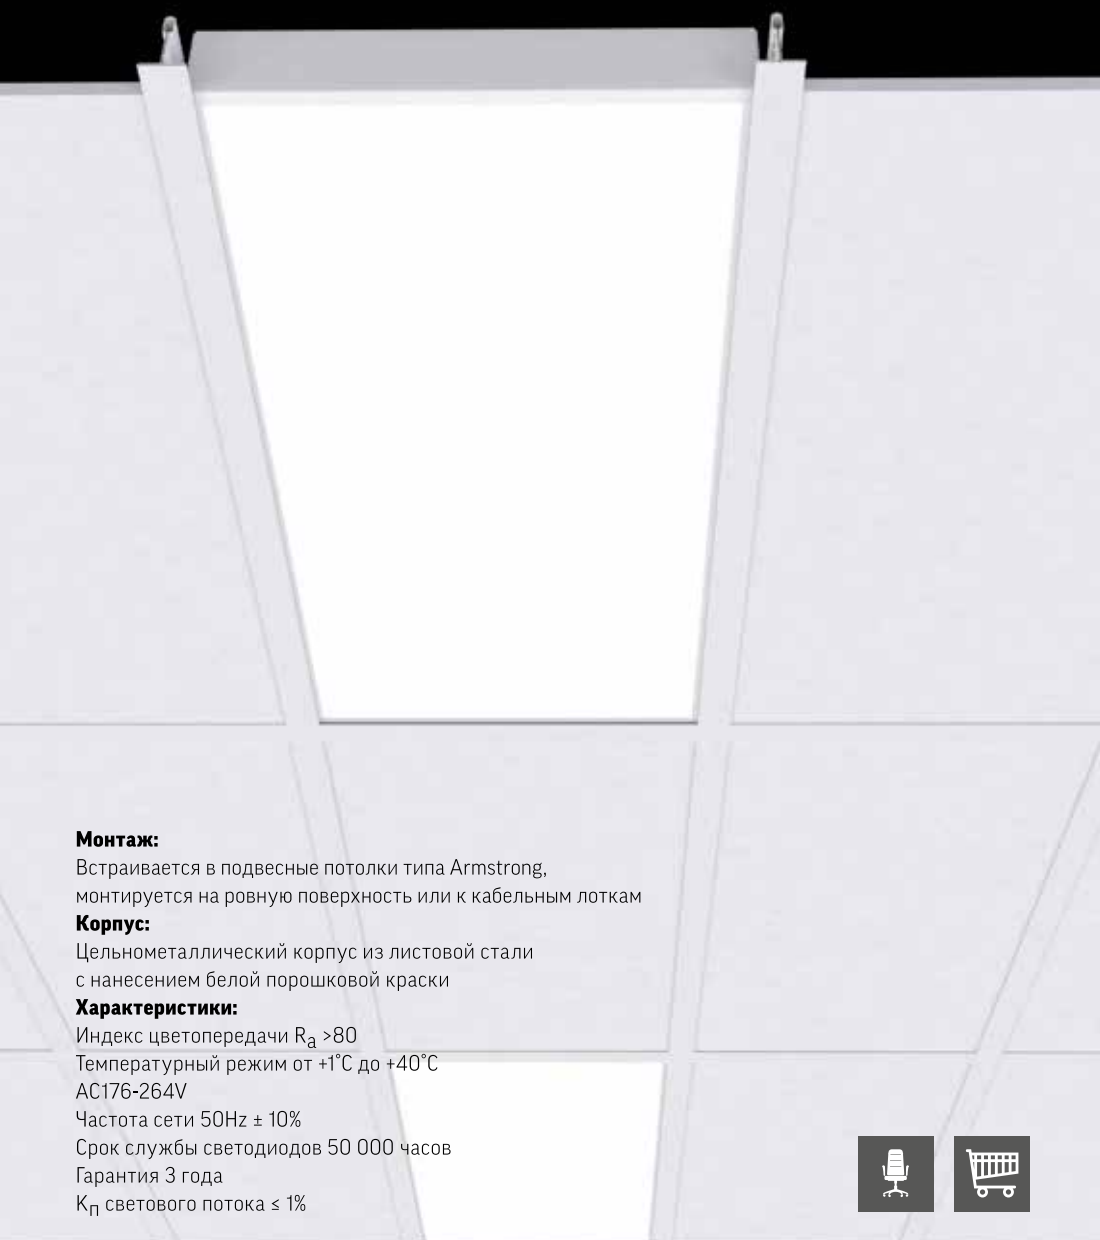 Монтаж:
Встраивается в подвесные потолки типа Armstrong,
монтируется на ровную поверхность или к кабельным лоткам
Корпус:
Цельнометаллический корпус из листовой стали
с нанесением белой порошковой краски
Характеристики:
Индекс цветопередачи Ra >80
Температурный режим от +1˚С до +40˚С
AC176-264V
Частота сети 50Hz ± 10%
Срок службы светодиодов 50 000 часов
Гарантия 3 года
Кп светового потока ≤ 1%